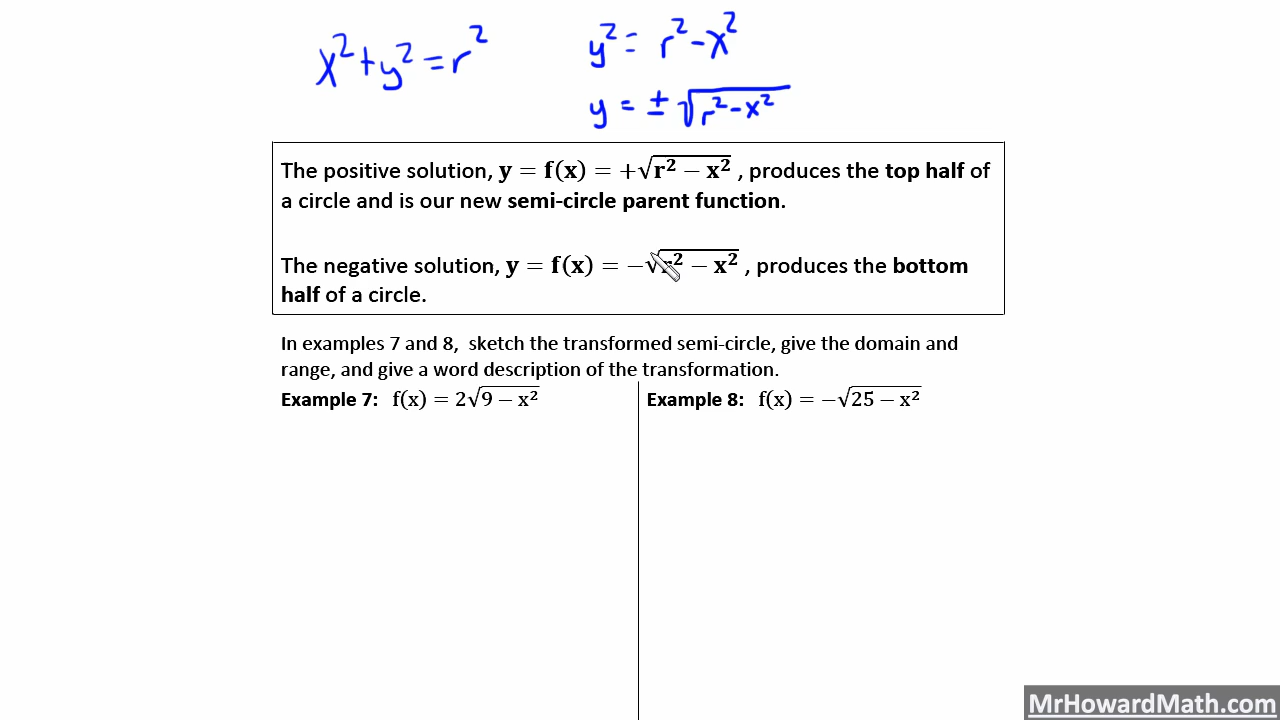 x² + y² = r²
y² = r² - x²
y = ± √(r² - x²)
The positive solution, y = f(x) = +√(r² − x²) , produces the top half of
a circle and is our new semi-circle parent function.
The negative solution, y = f(x) = −√(r² − x²) , produces the bottom
half of a circle.
In examples 7 and 8, sketch the transformed semi-circle, give the domain and
range, and give a word description of the transformation.
Example 7: f(x) = 2√(9 − x²)
Example 8: f(x) = −√(25 − x²)
MrHowardMath.com